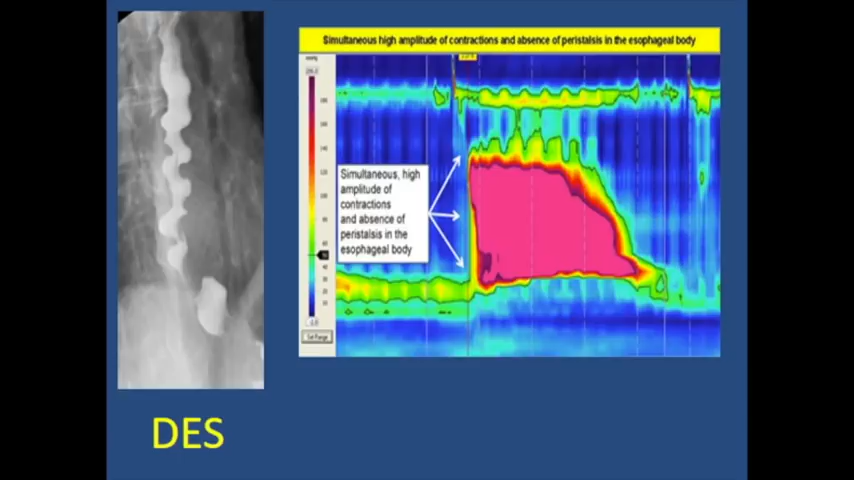 Simultaneous high amplitude of contractions and absence of peristalsis in the esophageal body
Simultaneous, high
amplitude of
contractions
and absence of
peristalsis in the
esophageal body
Set Range
DES